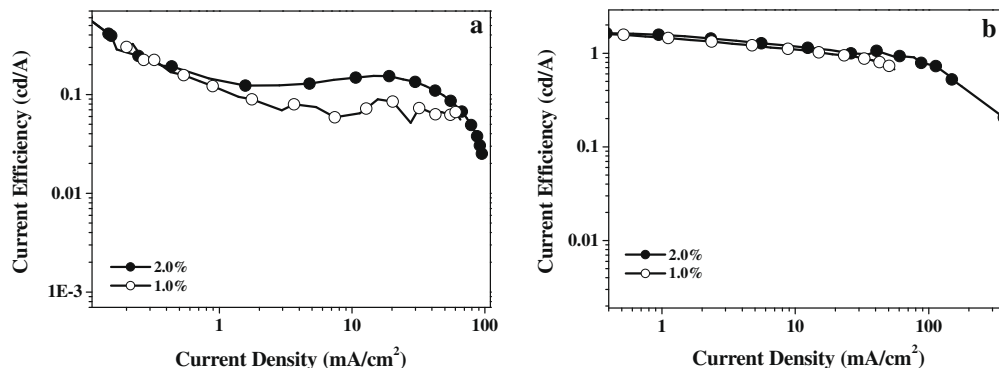 a
Current Efficiency (cd/A)
0.1
0.01
1E-3
2.0%
1.0%
1
10
100
Current Density (mA/cm²)
b
Current Efficiency (cd/A)
1
0.1
0.01
2.0%
1.0%
1
10
100
Current Density (mA/cm²)